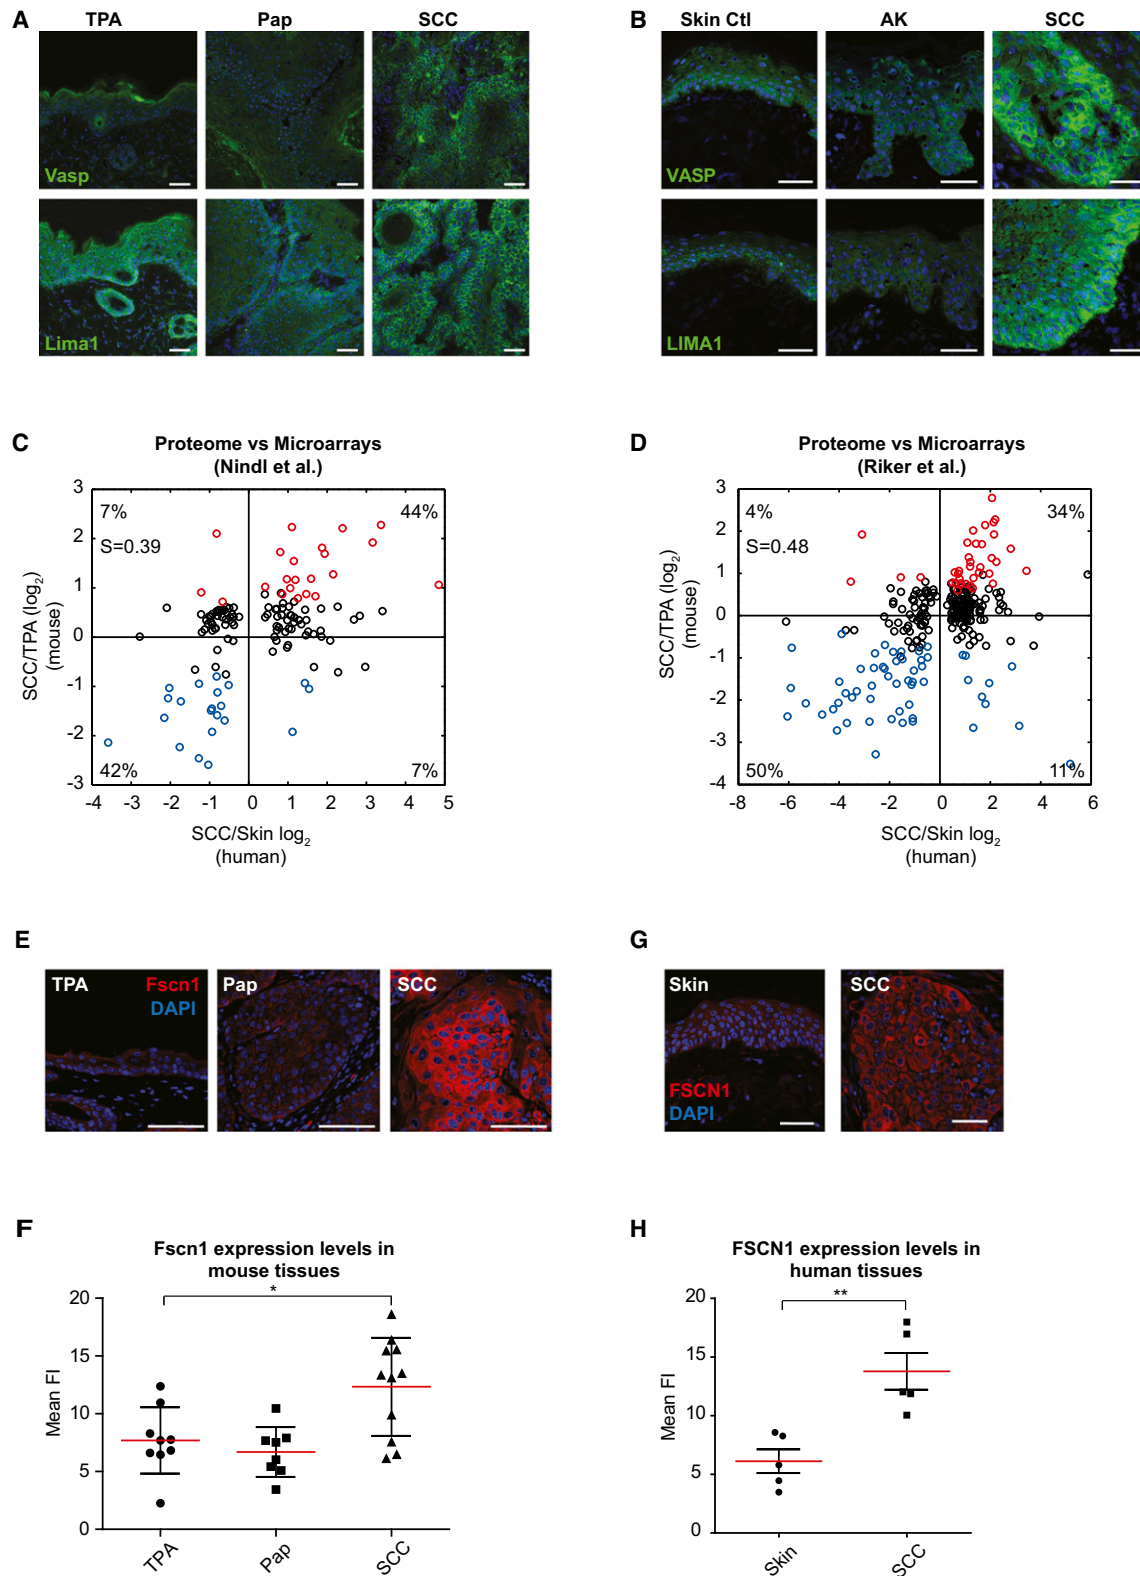 A
TPA Pap SCC
Vasp
Lima1
B
Skin Ctl AK SCC
VASP
LIMA1
C
Proteome vs Microarrays
(Nindl et al.)
3
2
1
0
-1
-2
-3
7%
44%
S=0.39
42%
7%
SCC/TPA (log2)
(mouse)
-4 -3 -2 -1 0 1 2 3 4 5
SCC/Skin log2
(human)
D
Proteome vs Microarrays
(Riker et al.)
3
2
1
0
-1
-2
-3
-4
4%
34%
S=0.48
50%
11%
SCC/TPA (log2)
(mouse)
-8 -6 -4 -2 0 2 4 6
SCC/Skin log2
(human)
E
TPA Fscn1
DAPI
Pap
SCC
G
Skin
FSCN1
DAPI
SCC
F
Fscn1 expression levels in
mouse tissues
*
20
15
10
5
0
Mean FI
TPA Pap SCC
H
FSCN1 expression levels in
human tissues
**
20
15
10
5
0
Mean FI
Skin SCC